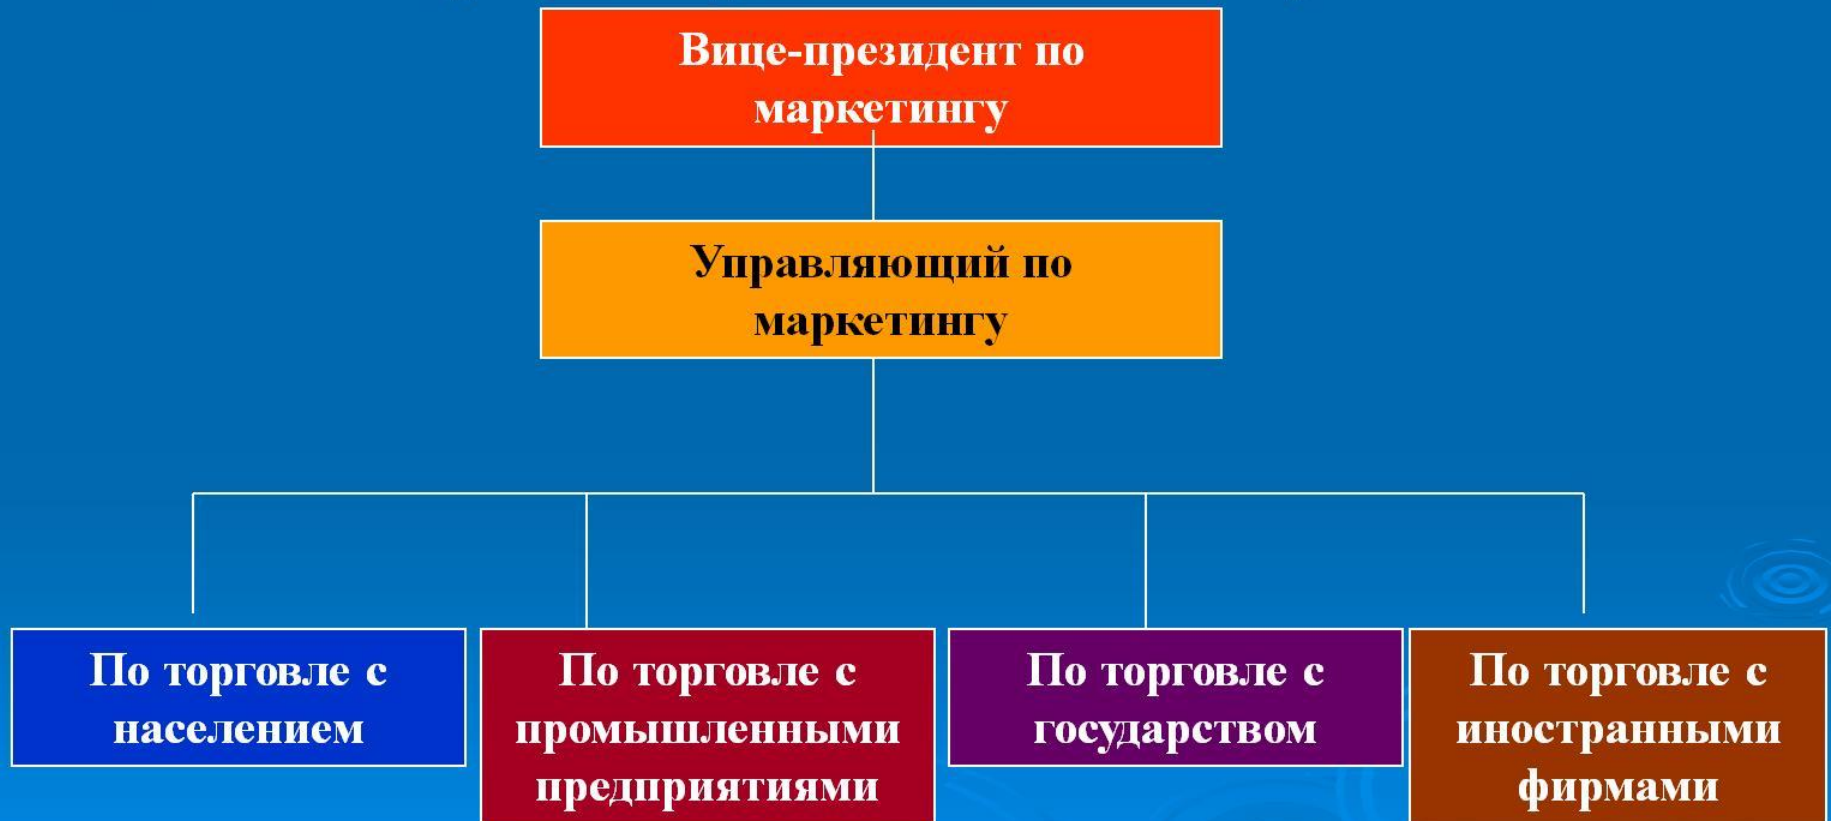 Вице-президент по
маркетингу
Управляющий по
маркетингу
По торговле с
населением
По торговле с
промышленными
предприятиями
По торговле с
государством
По торговле с
иностранными
фирмами